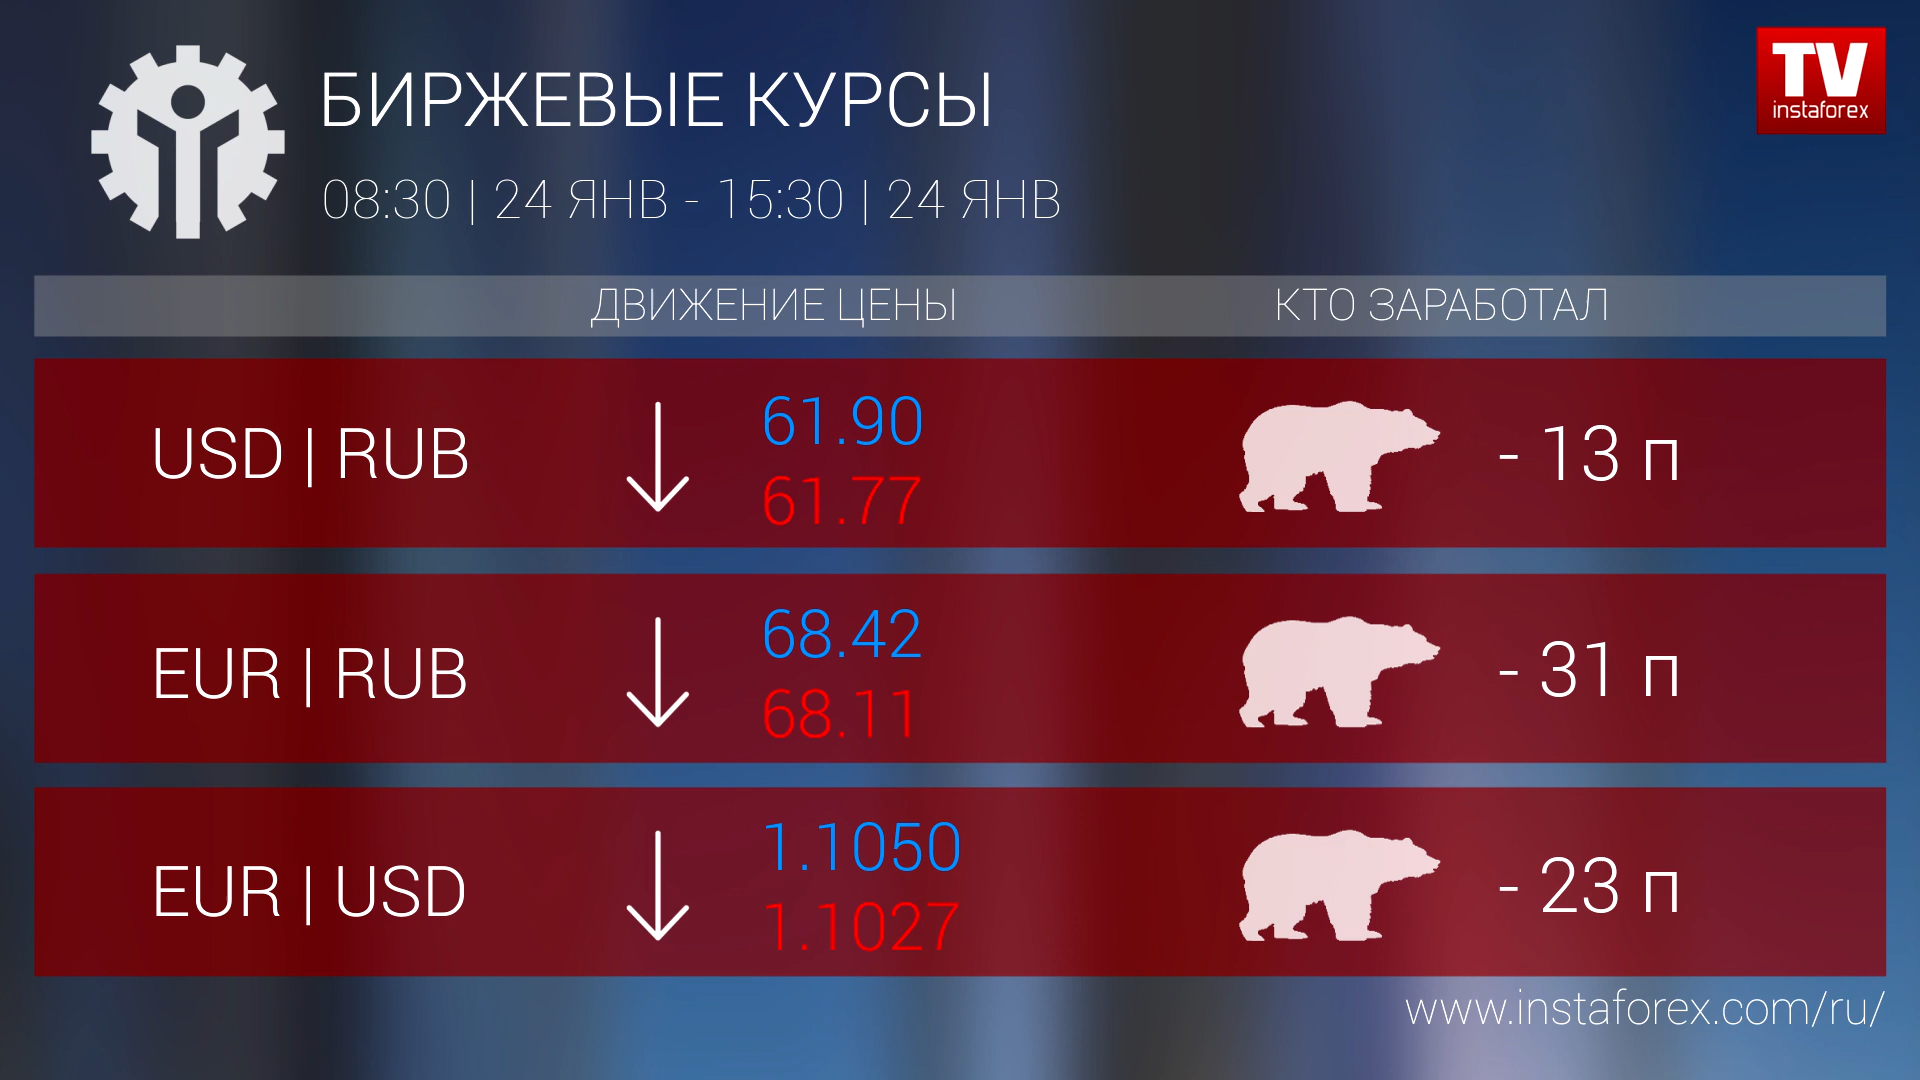 БИРЖЕВЫЕ КУРСЫ
TV
instaforex
08:30 | 24 ЯНВ - 15:30 | 24 ЯНВ
ДВИЖЕНИЕ ЦЕНЫ КТО ЗАРАБОТАЛ
USD | RUB
61.90
61.77
- 13 п
EUR | RUB
68.42
68.11
- 31 п
EUR | USD
1.1050
1.1027
- 23 п
www.instaforex.com/ru/